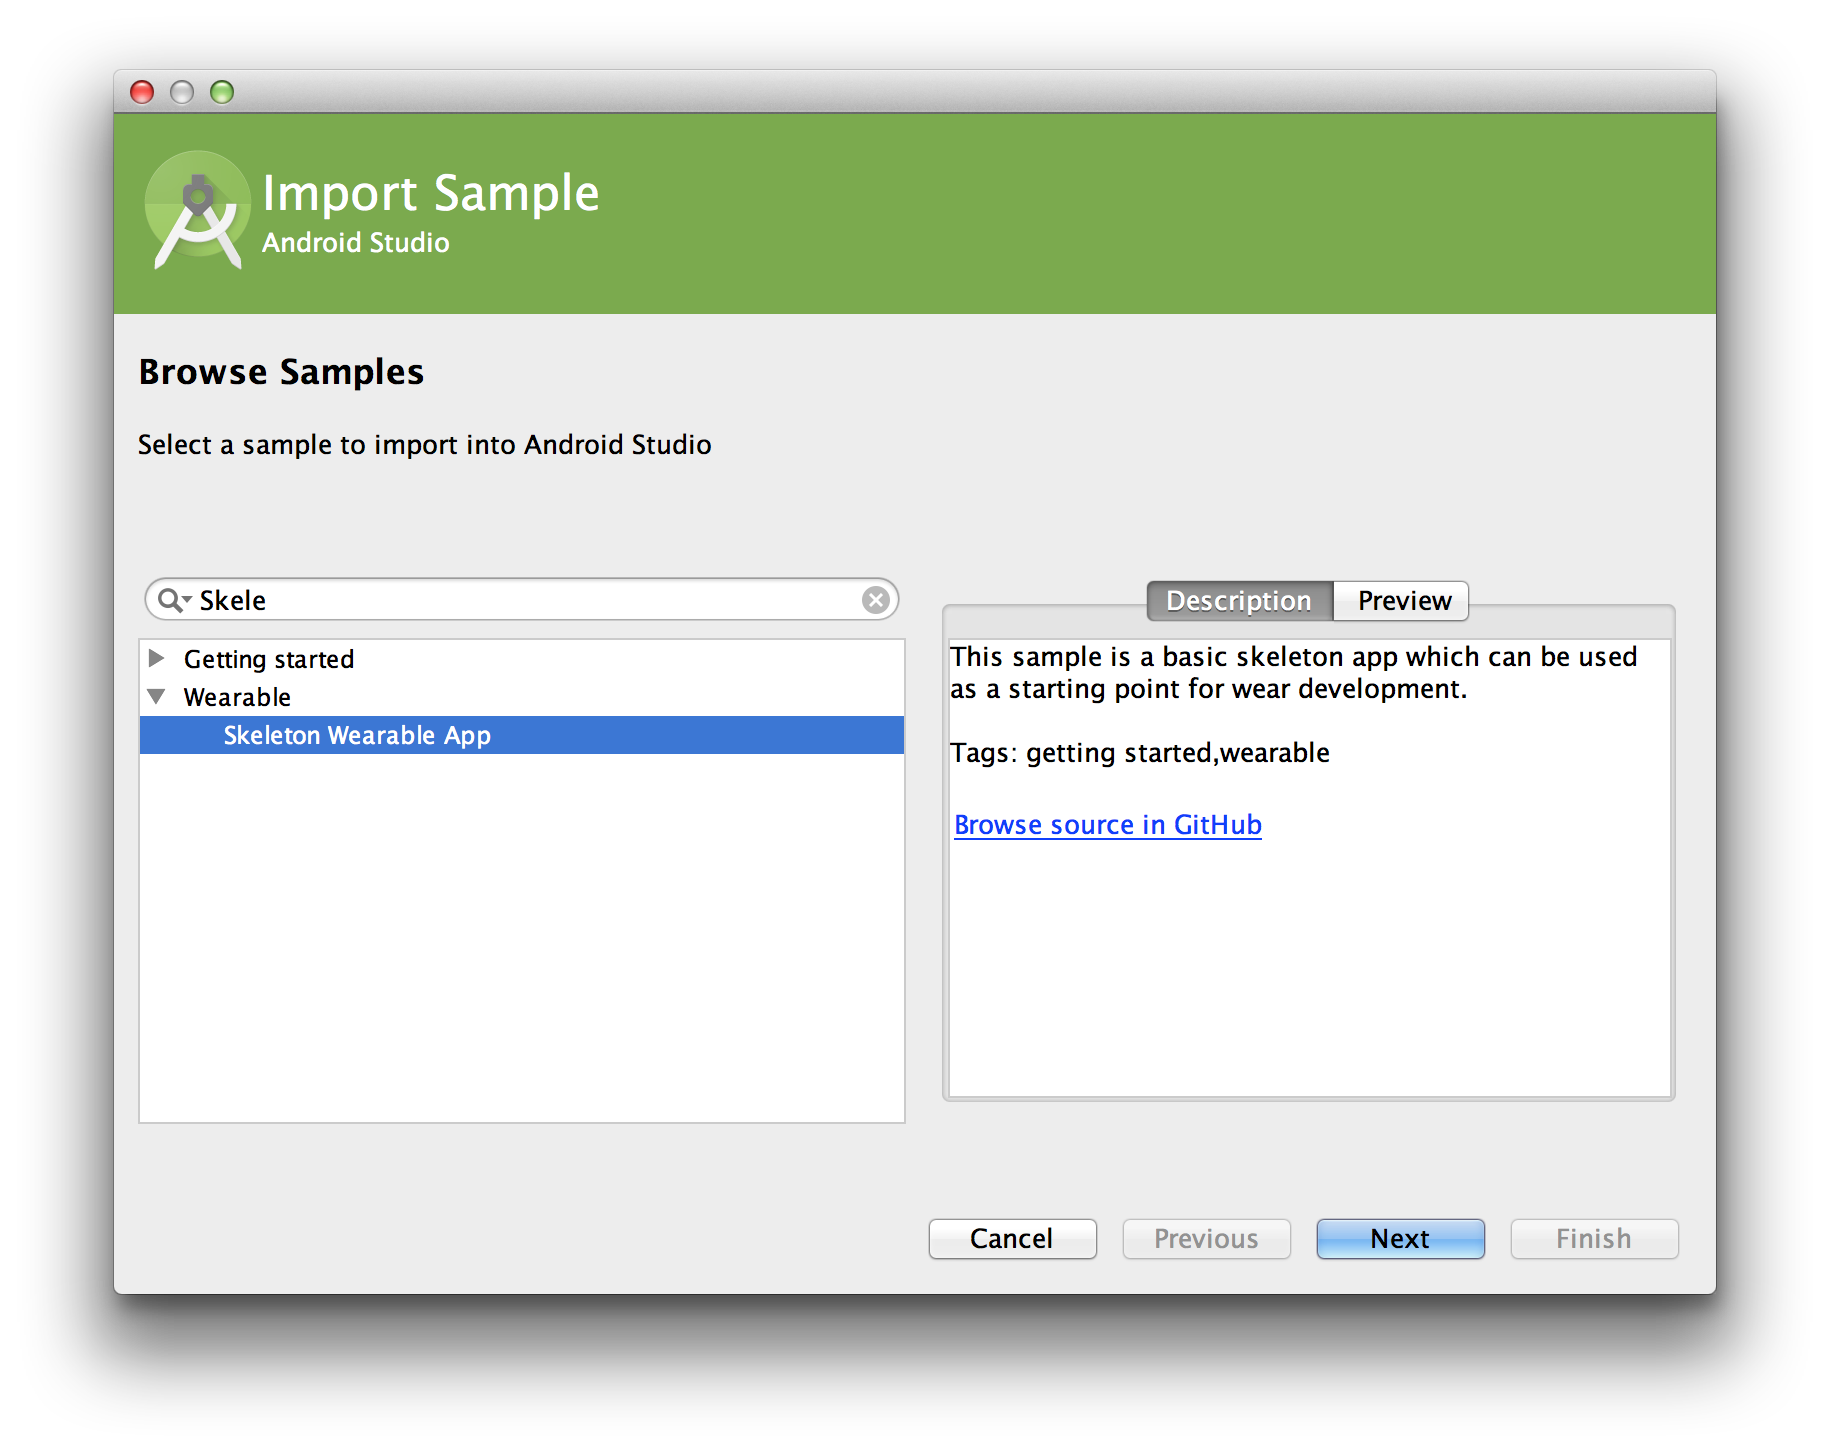 Import Sample
Android Studio
Browse Samples
Select a sample to import into Android Studio
Skele
Getting started
Wearable
Skeleton Wearable App
Description
Preview
This sample is a basic skeleton app which can be used
as a starting point for wear development.
Tags: getting started,wearable
Browse source in GitHub
Cancel
Previous
Next
Finish